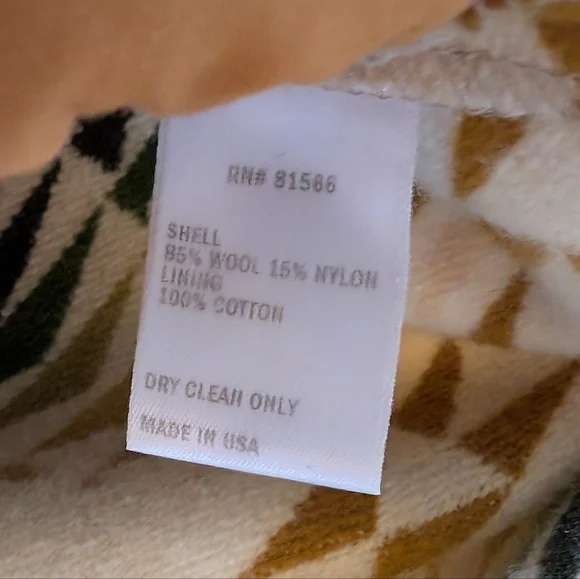 RN# 81566
SHELL
85% WOOL 15% NYLON
LINING
100% COTTON
DRY CLEAN ONLY
MADE IN USA